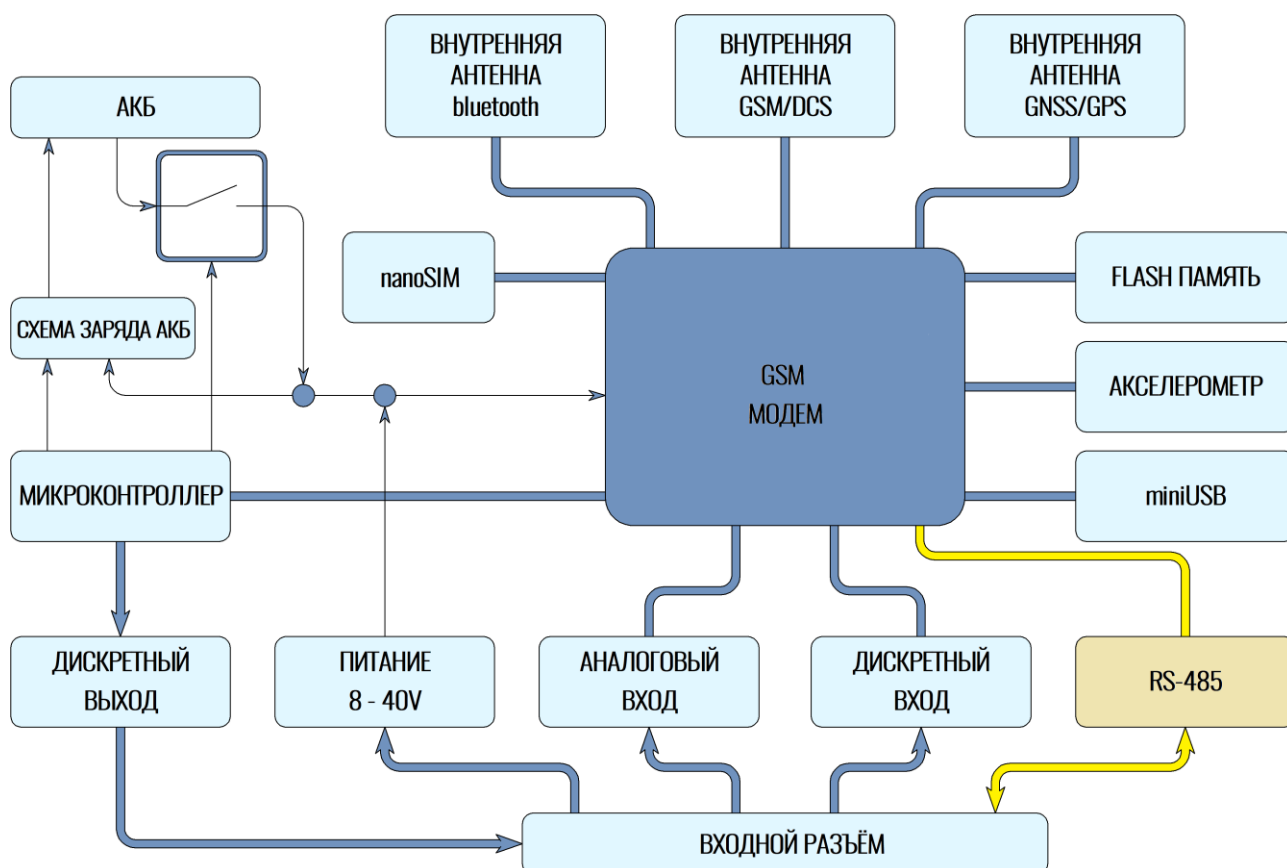 ВНУТРЕННЯЯ
АНТЕННА
bluetooth
ВНУТРЕННЯЯ
АНТЕННА
GSM/DCS
ВНУТРЕННЯЯ
АНТЕННА
GNSS/GPS
АКБ
nanoSIM
FLASH ПАМЯТЬ
СХЕМА ЗАРЯДА АКБ
GSM
МОДЕМ
АКСЕЛЕРОМЕТР
МИКРОКОНТРОЛЛЕР
miniUSB
ДИСКРЕТНЫЙ
ВЫХОД
ПИТАНИЕ
8 - 40V
АНАЛОГОВЫЙ
ВХОД
ДИСКРЕТНЫЙ
ВХОД
RS-485
ВХОДНОЙ РАЗЪЁМ